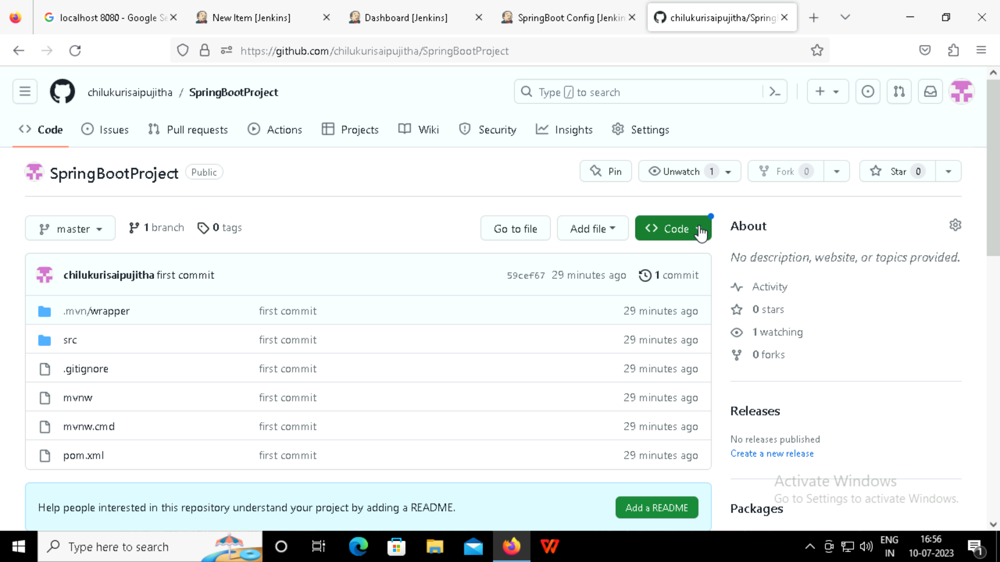 localhost 8080 - Google Se
New Item [Jenkins]
Dashboard [Jenkins]
SpringBoot Config [Jenkin
chilukurisaipujitha/Spring
https://github.com/chilukurisaipujitha/SpringBootProject
chilukurisaipujitha / SpringBootProject
Type / to search
Code Issues Pull requests Actions Projects Wiki Security Insights Settings
SpringBootProject Public
Pin Unwatch 1 Fork 0 Star 0
master 1 branch 0 tags
Go to file Add file Code
About
No description, website, or topics provided.
chilukurisaipujitha first commit 59cef67 29 minutes ago 1 commit
.mvn/wrapper first commit 29 minutes ago
src first commit 29 minutes ago
.gitignore first commit 29 minutes ago
mvnw first commit 29 minutes ago
mvnw.cmd first commit 29 minutes ago
pom.xml first commit 29 minutes ago
Help people interested in this repository understand your project by adding a README.
Add a README
Activity
0 stars
1 watching
0 forks
Releases
No releases published
Create a new release
Packages
Activate Windows
Go to Settings to activate Windows.
Type here to search
ENG
IN
16:56
10-07-2023
1